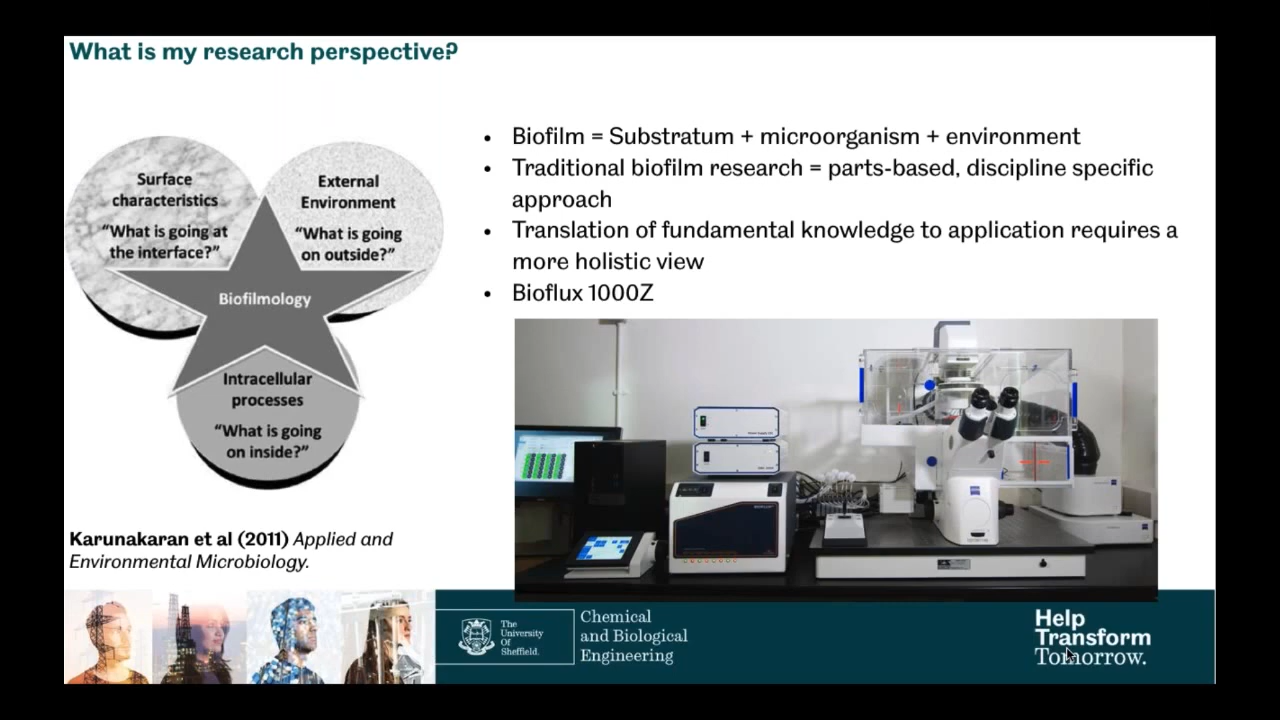 What is my research perspective?
Surface
characteristics
“What is going at
the interface?”
External
Environment
“What is going
on outside?”
Biofilmology
Intracellular
processes
“What is going
on inside?”
Karunakaran et al (2011) Applied and
Environmental Microbiology.
• Biofilm = Substratum + microorganism + environment
• Traditional biofilm research = parts-based, discipline specific
approach
• Translation of fundamental knowledge to application requires a
more holistic view
• Bioflux 1000Z
The
University
Of
Sheffield.
Chemical
and Biological
Engineering
Help
Transform
Tomorrow.